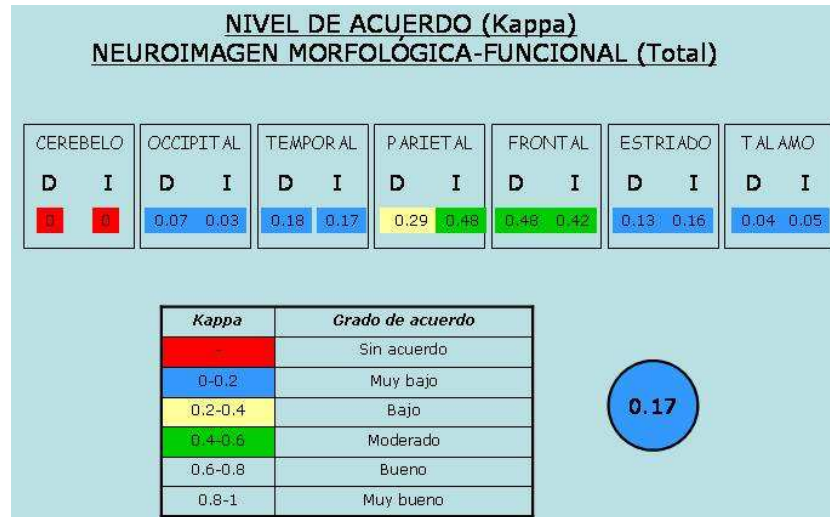 NIVEL DE ACUERDO (Kappa)
NEUROIMAGEN MORFOLÓGICA-FUNCIONAL (Total)
CEREBELO OCCIPITAL TEMPORAL PARIETAL FRONTAL ESTRIADO TALAMO
D I D I D I D I D I D I D I
0 0 0.07 0.03 0.18 0.17 0.29 0.48 0.46 0.42 0.13 0.16 0.04 0.05
Kappa Grado de acuerdo
- Sin acuerdo
0-0.2 Muy bajo
0.2-0.4 Bajo
0.4-0.6 Moderado
0.6-0.8 Bueno
0.8-1 Muy bueno
0.17